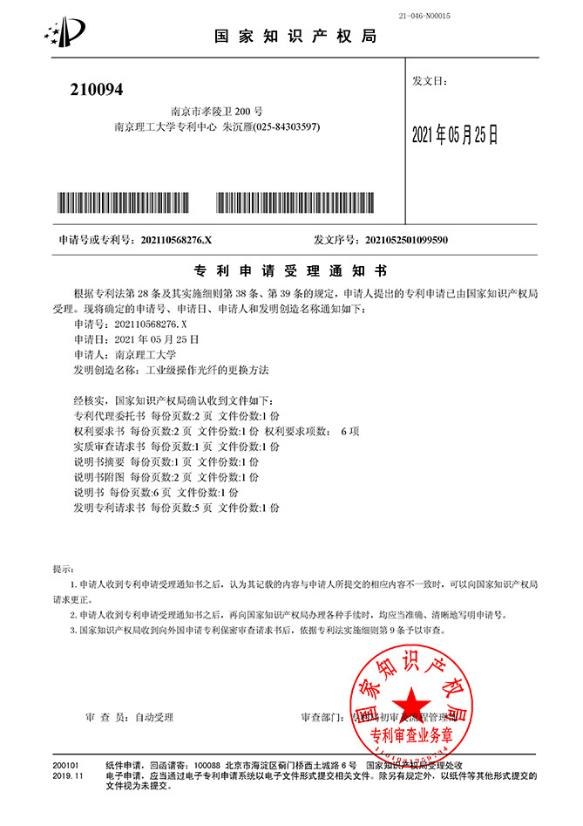 21-046-N00015
国家知识产权局
210094
发文日：
南京市孝陵卫 200 号
南京理工大学专利中心 朱沉雁(025-84303597)
2021 年 05 月 25 日
申请号或专利号：202110568276.X
发文序号：2021052501099590
专利申请受理通知书
根据专利法第 28 条及其实施细则第 38 条、第 39 条的规定，申请人提出的专利申请已由国家知识产权局
受理。现将确定的申请号、申请日、申请人和发明创造名称通知如下：
申请号：202110568276.X
申请日：2021 年 05 月 25 日
申请人：南京理工大学
发明创造名称：工业级操作光纤的更换方法
经核实，国家知识产权局确认收到文件如下：
专利代理委托书 每份页数:2 页 文件份数:1 份
权利要求书 每份页数:2 页 文件份数:1 份 权利要求项数： 6 项
实质审查请求书 每份页数:1 页 文件份数:1 份
说明书摘要 每份页数:1 页 文件份数:1 份
说明书附图 每份页数:2 页 文件份数:1 份
说明书 每份页数:6 页 文件份数:1 份
发明专利请求书 每份页数:5 页 文件份数:1 份
提示：
1.申请人收到专利申请受理通知书之后，认为其记载的内容与申请人所提交的相应内容不一致时，可以向国家知识产权局
请求更正。
2.申请人收到专利申请受理通知书之后，再向国家知识产权局办理各种手续时，均应当准确、清晰地写明申请号。
3.国家知识产权局收到向外国申请专利保密审查请求书后，依据专利法实施细则第 9 条予以审查。
国家知识产权局
审 查 员：自动受理
审查部门：专利局初审及流程管理部
专利审查业务章
200101
2019.11
纸件申请，回函请寄：100088 北京市海淀区蓟门桥西土城路 6 号 国家知识产权局受理处收
电子申请，应当通过电子专利申请系统以电子文件形式提交相关文件。除另有规定外，以纸件等其他形式提交的
文件视为未提交。